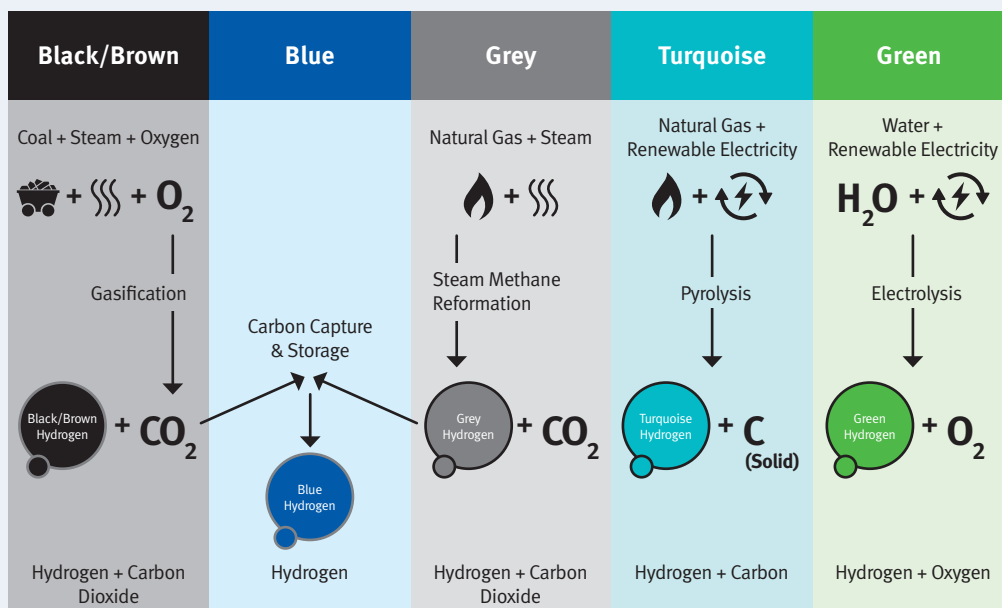 Black/Brown
Coal + Steam + Oxygen
+ + O2
Gasification
Black/Brown
Hydrogen
+ CO2
Hydrogen + Carbon
Dioxide
Blue
Carbon Capture
& Storage
Blue
Hydrogen
Hydrogen
Grey
Natural Gas + Steam
+
Steam Methane
Reformation
Grey
Hydrogen
+ CO2
Hydrogen + Carbon
Dioxide
Turquoise
Natural Gas +
Renewable Electricity
+
Pyrolysis
Turquoise
Hydrogen
+ C
(Solid)
Hydrogen + Carbon
Green
Water +
Renewable Electricity
H2O +
Electrolysis
Green
Hydrogen
+ O2
Hydrogen + Oxygen